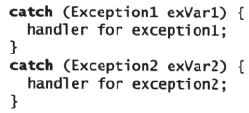 catch (Exception1 exVar1) {
handler for exception1;
}
catch (Exception2 exVar2) {
handler for exception2;
}